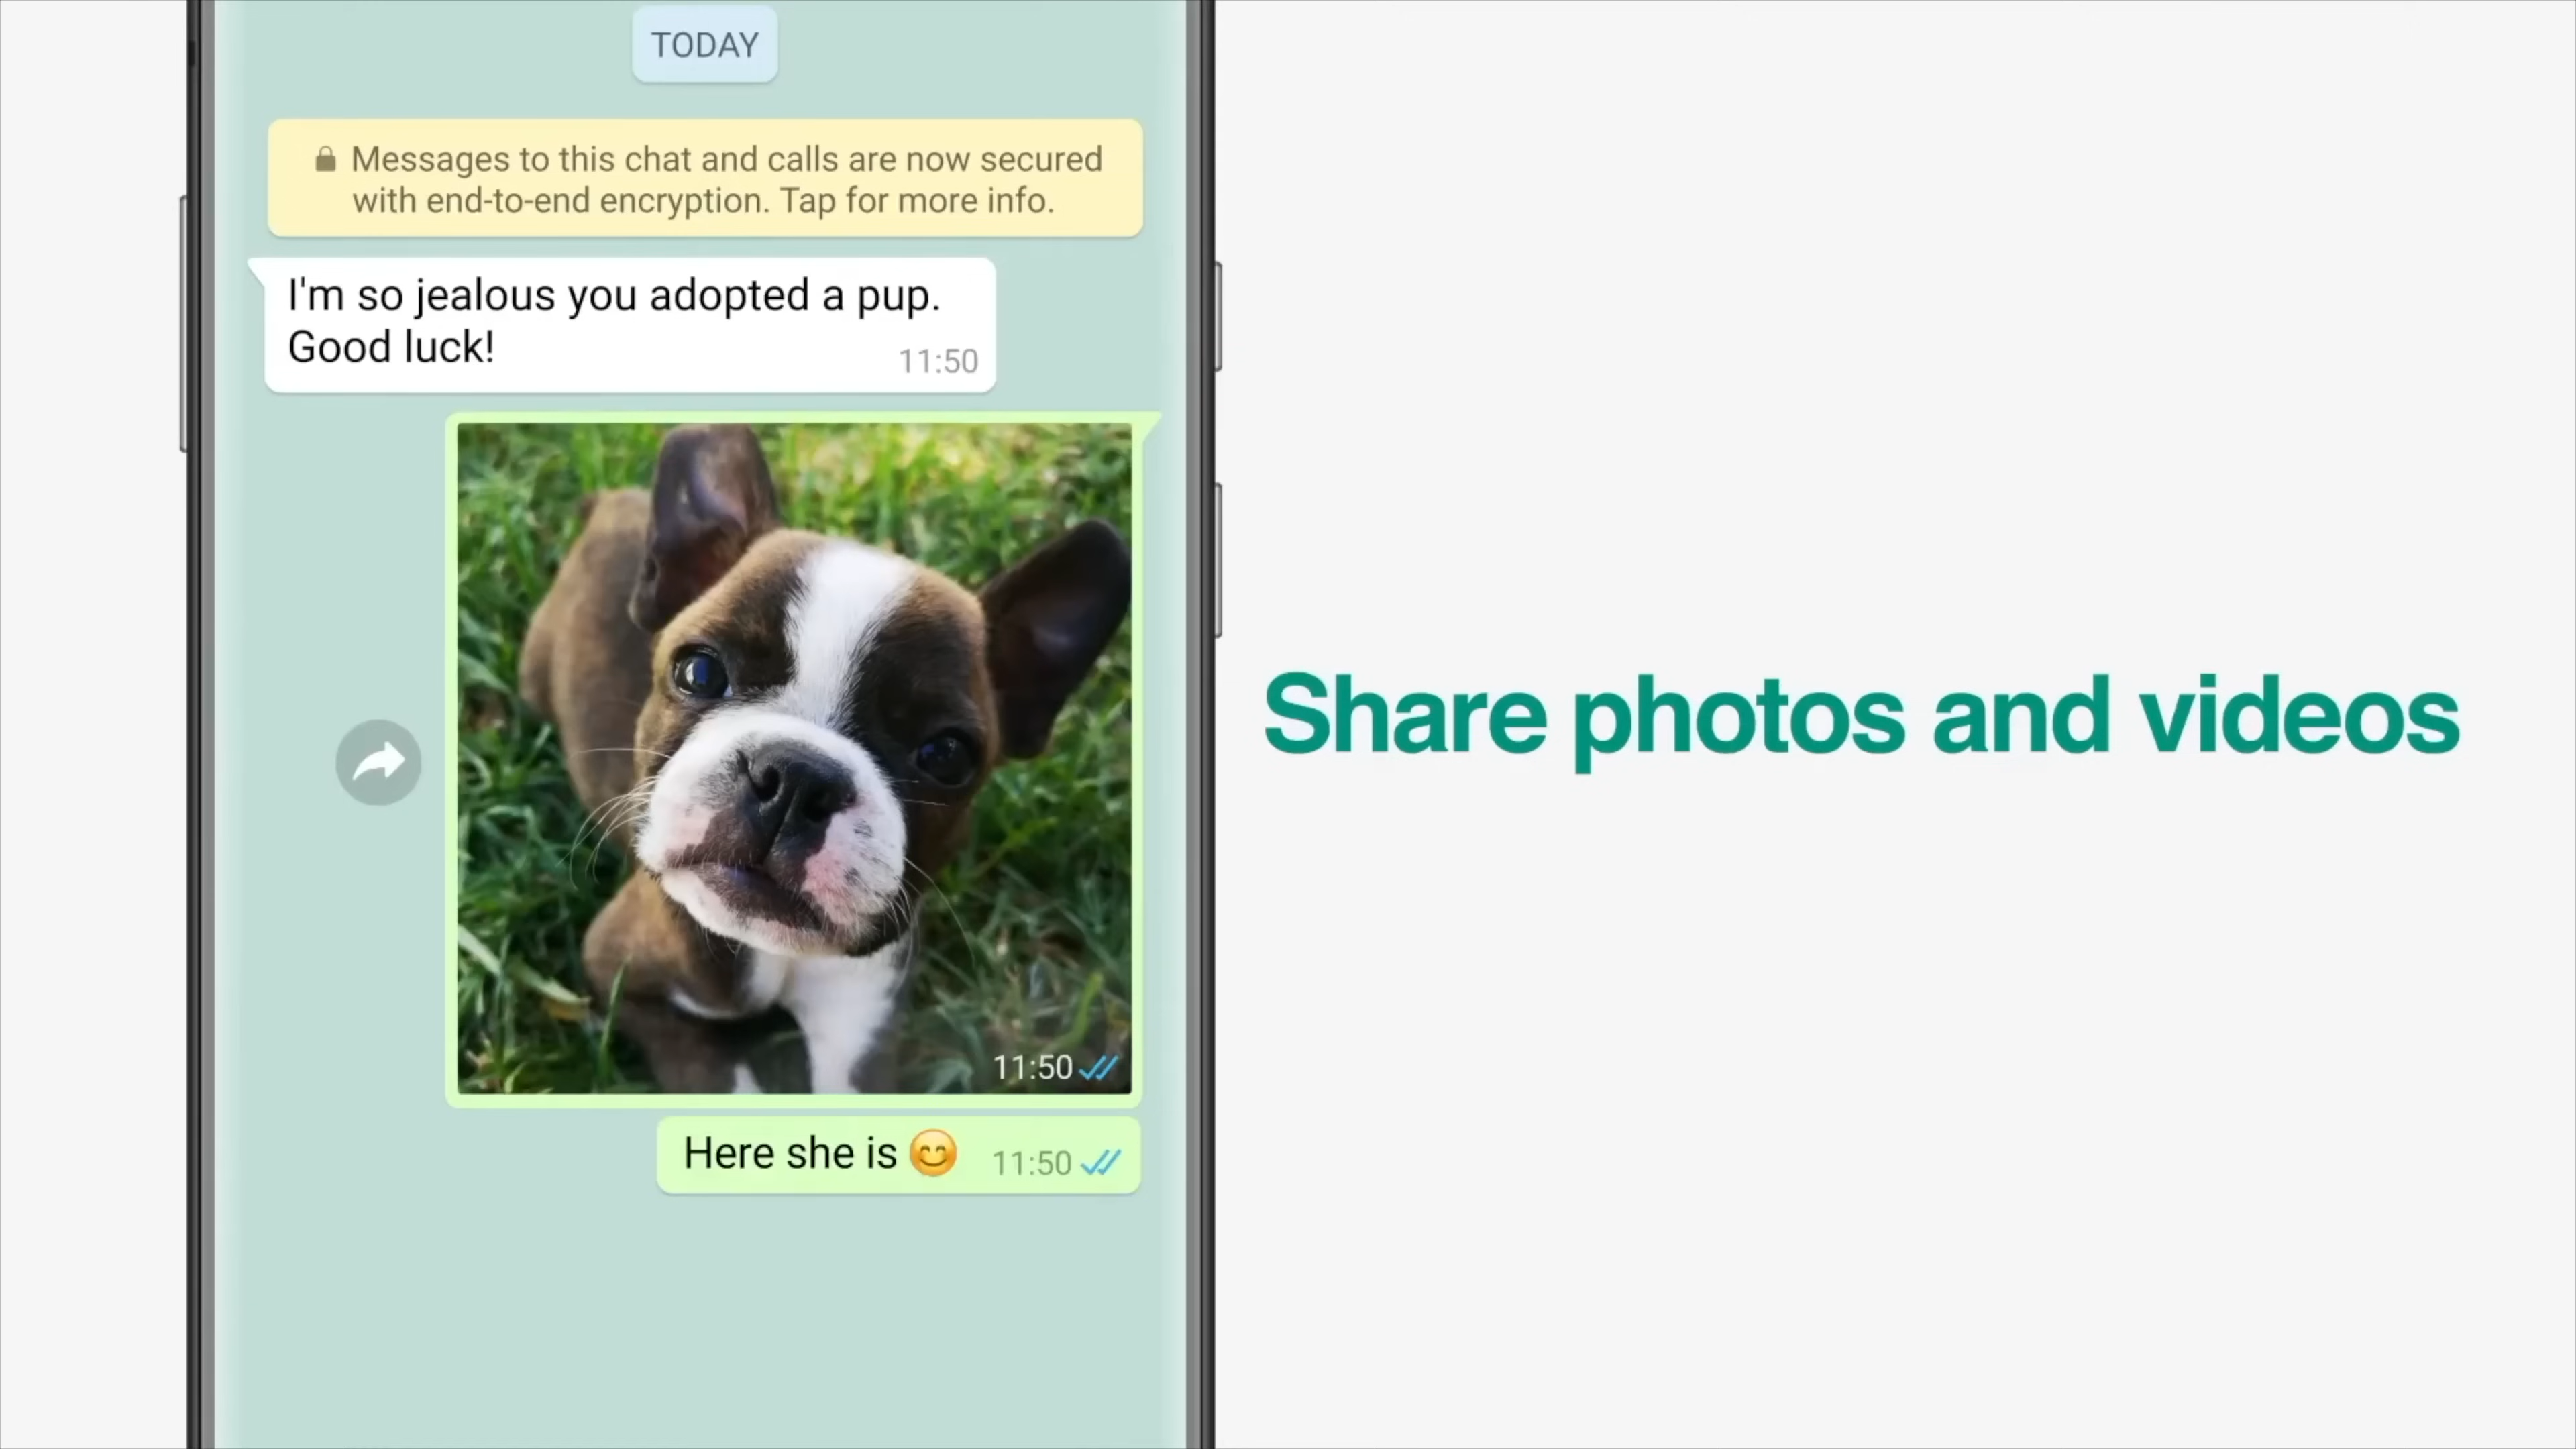 TODAY
Messages to this chat and calls are now secured
with end-to-end encryption. Tap for more info.
I'm so jealous you adopted a pup.
Good luck!
11:50
11:50
Here she is 😊 11:50
Share photos and videos